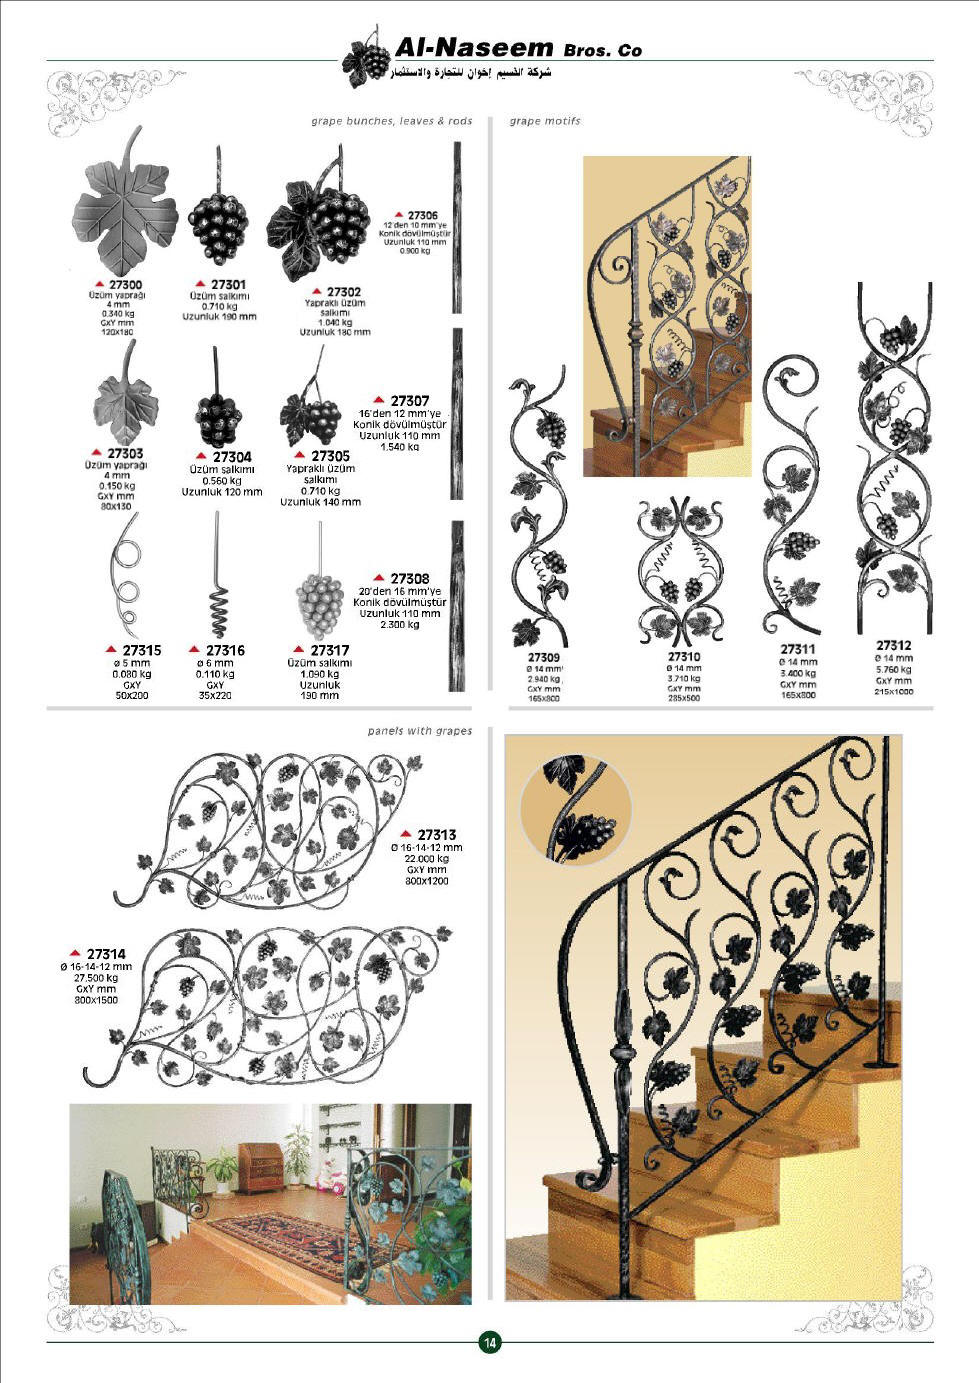 Al-Naseem Bros. Co
شركة النسيم إخوان للتجارة والاستثمار
grape bunches, leaves & rods
27300
Üzüm yaprağı
4 mm
0.340 kg
GXY mm
120x180
27301
Üzüm salkımı
0.710 kg
Uzunluk 190 mm
27302
Yapraklı üzüm
salkımı
1.040 kg
Uzunluk 180 mm
27306
12'den 10 mm'ye
Konik dövülmüştür
Uzunluk 110 mm
0.900 kg
27303
Üzüm yaprağı
4 mm
0.150 kg
GXY mm
80x130
27304
Üzüm salkımı
0.560 kg
Uzunluk 120 mm
27305
Yapraklı üzüm
salkımı
0.710 kg
Uzunluk 140 mm
27307
16'den 12 mm'ye
Konik dövülmüştür
Uzunluk 110 mm
1.540 kg
27315
ø 5 mm
0.080 kg
GXY
50x200
27316
ø 6 mm
0.110 kg
GXY
35x220
27317
Üzüm salkımı
1.090 kg
Uzunluk
190 mm
27308
20'den 16 mm'ye
Konik dövülmüştür
Uzunluk 110 mm
2.300 kg
grape motifs
27309
Ø 14 mm
2.940 kg
GXY mm
165x800
27310
Ø 14 mm
3.710 kg
GXY mm
285x500
27311
Ø 14 mm
3.400 kg
GXY mm
165x800
27312
Ø 14 mm
5.760 kg
GXY mm
215x1000
panels with grapes
27313
Ø 16-14-12 mm
22.000 kg
GXY mm
800x1200
27314
Ø 16-14-12 mm
27.500 kg
GXY mm
800x1500
14